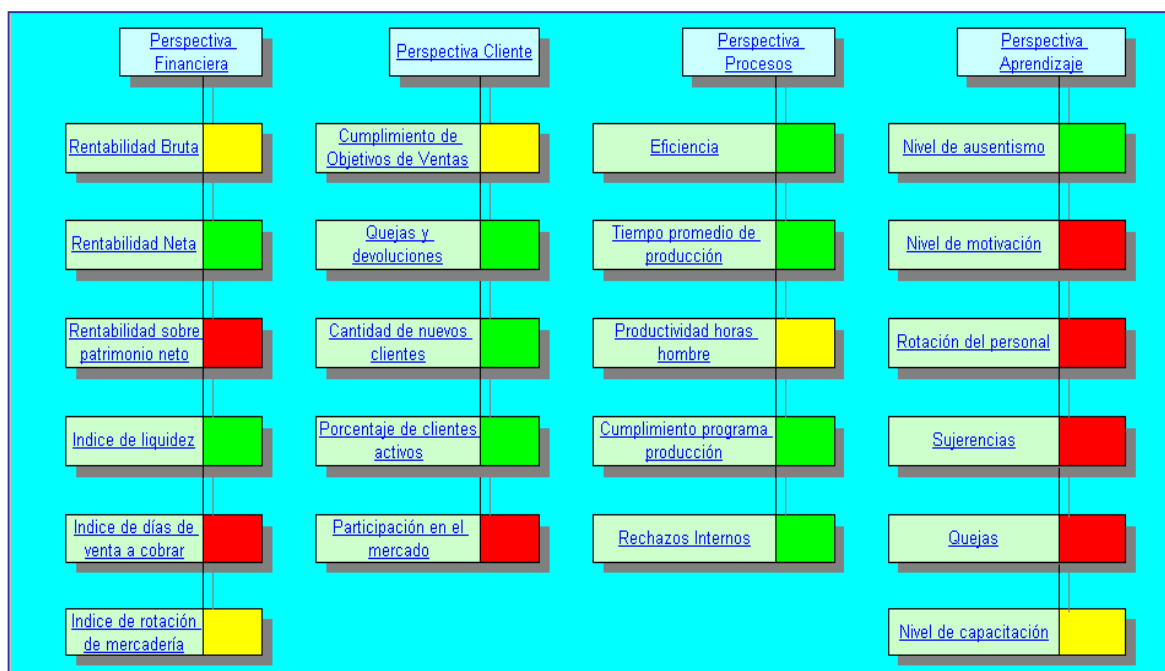 Perspectiva
Financiera
Perspectiva Cliente
Perspectiva
Procesos
Perspectiva
Aprendizaje
Rentabilidad Bruta
Cumplimiento de
Objetivos de Ventas
Eficiencia
Nivel de ausentismo
Rentabilidad Neta
Quejas y
devoluciones
Tiempo promedio de
producción
Nivel de motivación
Rentabilidad sobre
patrimonio neto
Cantidad de nuevos
clientes
Productividad horas
hombre
Rotación del personal
Indice de liquidez
Porcentaje de clientes
activos
Cumplimiento programa
producción
Sujerencias
Indice de días de
venta a cobrar
Participación en el
mercado
Rechazos Internos
Quejas
Indice de rotación
de mercadería
Nivel de capacitación